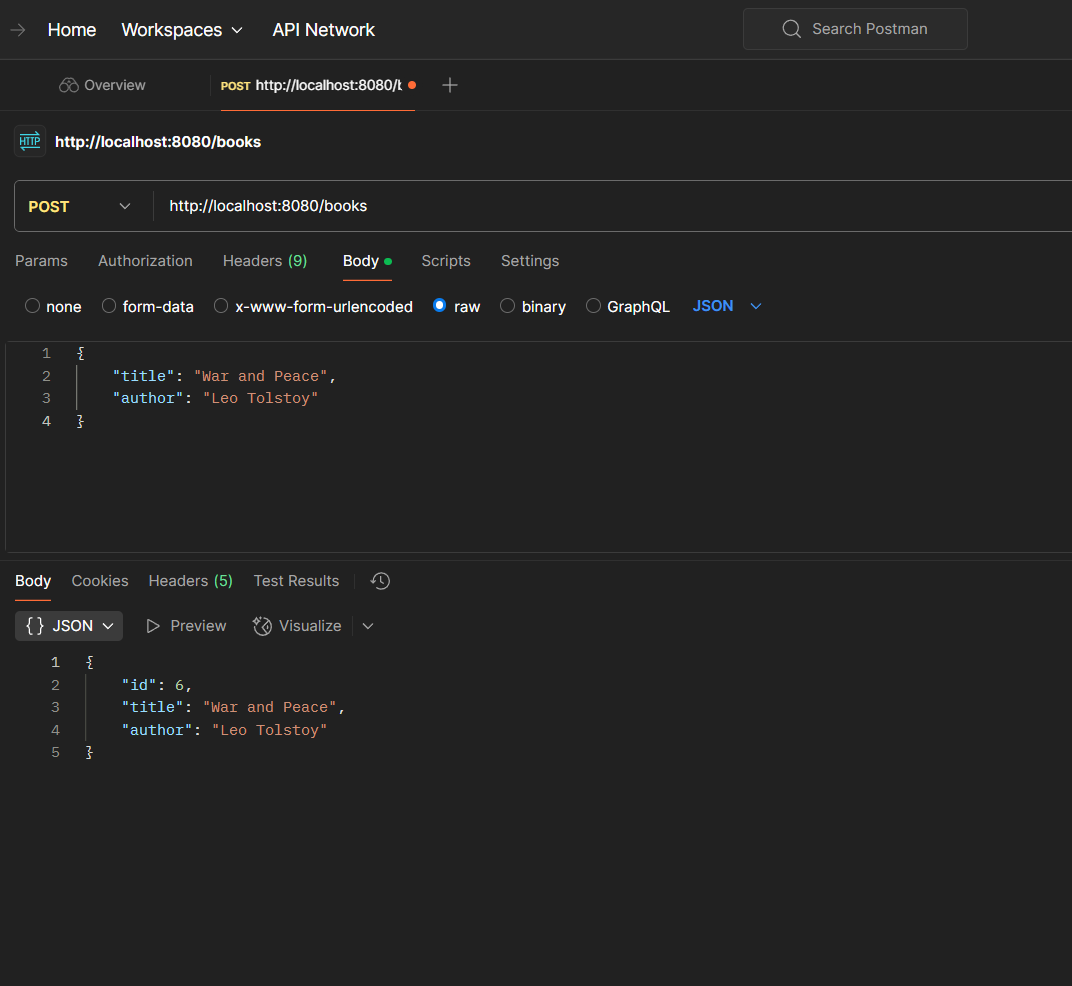 Home Workspaces API Network Search Postman
Overview POST http://localhost:8080/b
HTTP http://localhost:8080/books
POST http://localhost:8080/books
Params Authorization Headers (9) Body Scripts Settings
none form-data x-www-form-urlencoded raw binary GraphQL JSON
1 {
2 "title": "War and Peace",
3 "author": "Leo Tolstoy"
4 }
Body Cookies Headers (5) Test Results
{} JSON Preview Visualize
1 {
2 "id": 6,
3 "title": "War and Peace",
4 "author": "Leo Tolstoy"
5 }